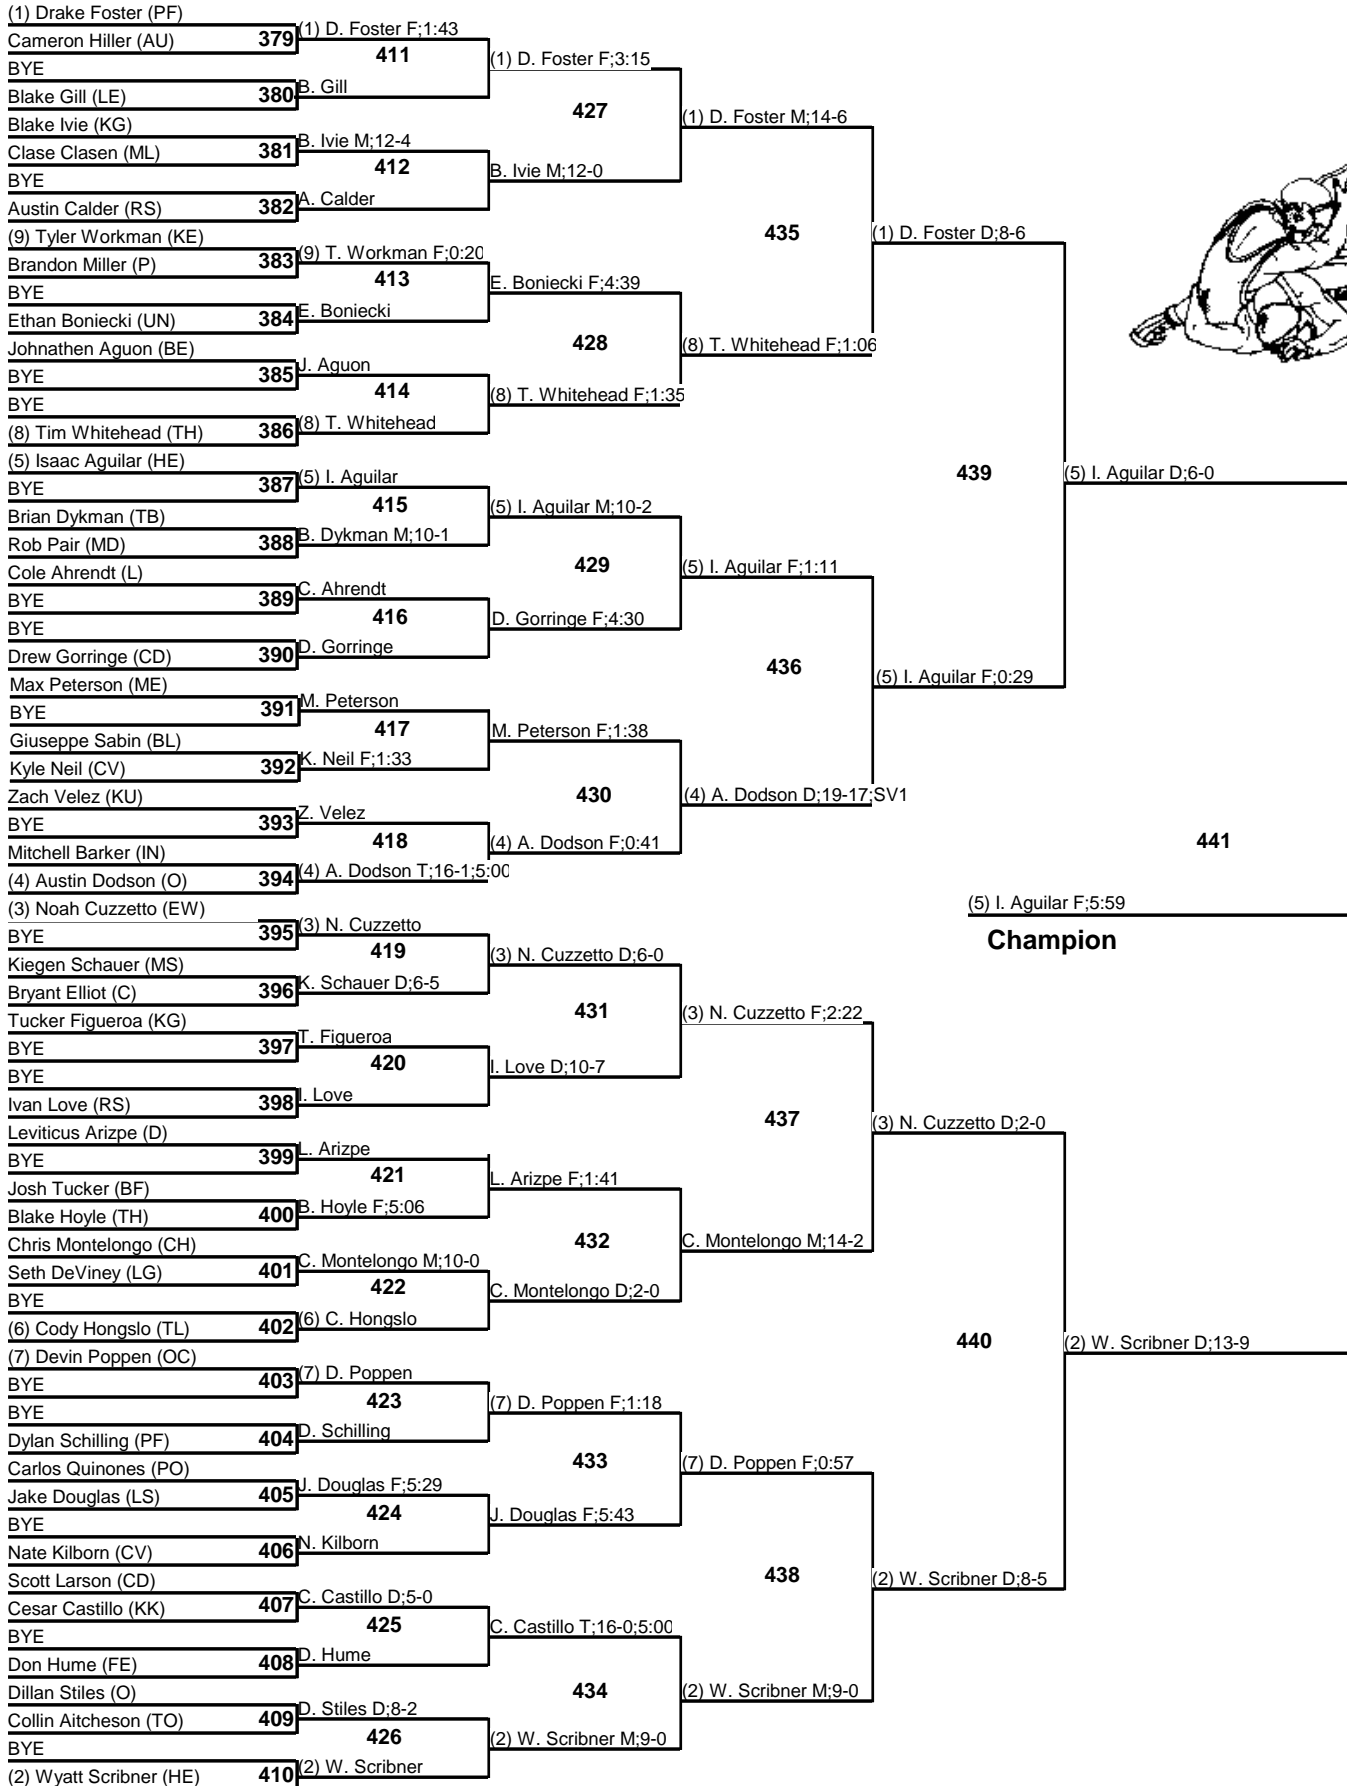 (1) Drake Foster (PF)
Cameron Hiller (AU)
379
BYE
Blake Gill (LE)
380
Blake Ivie (KG)
Clase Clasen (ML)
381
BYE
Austin Calder (RS)
382
(9) Tyler Workman (KE)
Brandon Miller (P)
383
BYE
Ethan Boniecki (UN)
384
Johnathen Aguon (BE)
BYE
385
BYE
(8) Tim Whitehead (TH)
386
(5) Isaac Aguilar (HE)
BYE
387
Brian Dykman (TB)
Rob Pair (MD)
388
Cole Ahrendt (L)
BYE
389
BYE
Drew Gorringe (CD)
390
Max Peterson (ME)
BYE
391
Giuseppe Sabin (BL)
Kyle Neil (CV)
392
Zach Velez (KU)
BYE
393
Mitchell Barker (IN)
(4) Austin Dodson (O)
394
(3) Noah Cuzzetto (EW)
BYE
395
Kiegen Schauer (MS)
Bryant Elliot (C)
396
Tucker Figueroa (KG)
BYE
397
BYE
Ivan Love (RS)
398
Leviticus Arizpe (D)
BYE
399
Josh Tucker (BF)
Blake Hoyle (TH)
400
Chris Montelongo (CH)
Seth DeViney (LG)
401
BYE
(6) Cody Hongslo (TL)
402
(7) Devin Poppen (OC)
BYE
403
BYE
Dylan Schilling (PF)
404
Carlos Quinones (PO)
Jake Douglas (LS)
405
BYE
Nate Kilborn (CV)
406
Scott Larson (CD)
Cesar Castillo (KK)
407
BYE
Don Hume (FE)
408
Dillan Stiles (O)
Collin Aitcheson (TO)
409
BYE
(2) Wyatt Scribner (HE)
410
(1) D. Foster F;1:43
411
B. Gill
B. Ivie M;12-4
412
A. Calder
(9) T. Workman F;0:20
413
E. Boniecki
J. Aguon
414
(8) T. Whitehead
(5) I. Aguilar
415
B. Dykman M;10-1
C. Ahrendt
416
D. Gorringe
M. Peterson
417
K. Neil F;1:33
Z. Velez
418
(4) A. Dodson T;16-1;5:00
(3) N. Cuzzetto
419
K. Schauer D;6-5
T. Figueroa
420
I. Love
L. Arizpe
421
B. Hoyle F;5:06
C. Montelongo M;10-0
422
(6) C. Hongslo
(7) D. Poppen
423
D. Schilling
J. Douglas F;5:29
424
N. Kilborn
C. Castillo D;5-0
425
D. Hume
D. Stiles D;8-2
426
(2) W. Scribner
(1) D. Foster F;3:15
427
B. Ivie M;12-0
E. Boniecki F;4:39
428
(8) T. Whitehead F;1:35
(5) I. Aguilar M;10-2
429
D. Gorringe F;4:30
M. Peterson F;1:38
430
(4) A. Dodson F;0:41
(3) N. Cuzzetto D;6-0
431
I. Love D;10-7
L. Arizpe F;1:41
432
C. Montelongo D;2-0
(7) D. Poppen F;1:18
433
J. Douglas F;5:43
C. Castillo T;16-0;5:00
434
(2) W. Scribner M;9-0
(1) D. Foster M;14-6
435
(8) T. Whitehead F;1:06
(5) I. Aguilar F;1:11
436
(4) A. Dodson D;19-17;SV1
(3) N. Cuzzetto F;2:22
437
C. Montelongo M;14-2
(7) D. Poppen F;0:57
438
(2) W. Scribner M;9-0
(1) D. Foster D;8-6
439
(5) I. Aguilar F;0:29
(3) N. Cuzzetto D;2-0
440
(2) W. Scribner D;8-5
(5) I. Aguilar D;6-0
441
(2) W. Scribner D;13-9
(5) I. Aguilar F;5:59
Champion